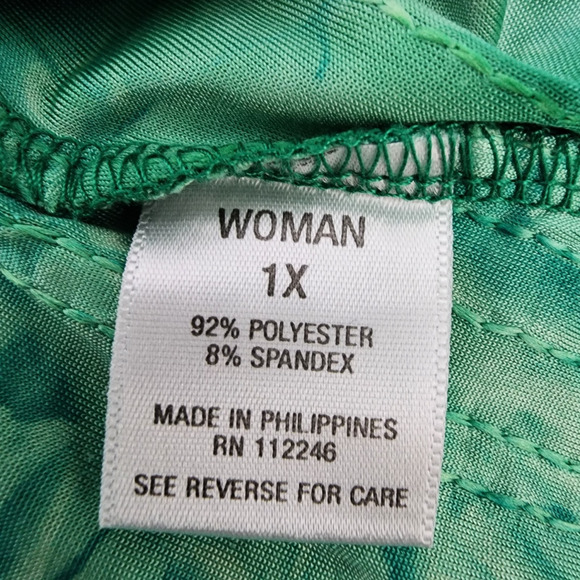 WOMAN
1X
92% POLYESTER
8% SPANDEX
MADE IN PHILIPPINES
RN 112246
SEE REVERSE FOR CARE